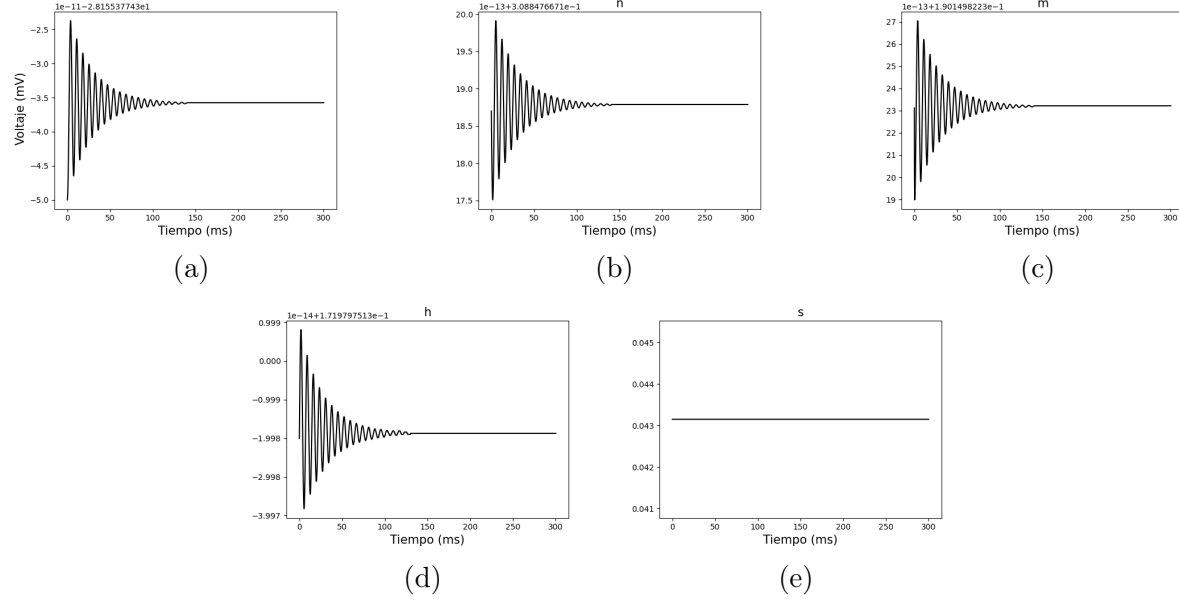 1e−11−2.815537743e1
−2.5
−3.0
−3.5
−4.0
−4.5
−5.0
Voltaje (mV)
0 50 100 150 200 250 300
Tiempo (ms)
(a)
1e−13+3.088476671e−1
n
20.0
19.5
19.0
18.5
18.0
17.5
0 50 100 150 200 250 300
Tiempo (ms)
(b)
1e−13+1.901498223e−1
m
27
26
25
24
23
22
21
20
19
0 50 100 150 200 250 300
Tiempo (ms)
(c)
1e−14+1.719797513e−1
h
0.999
0.000
−0.999
−1.998
−2.998
−3.997
0 50 100 150 200 250 300
Tiempo (ms)
(d)
s
0.045
0.044
0.043
0.042
0.041
0 50 100 150 200 250 300
Tiempo (ms)
(e)